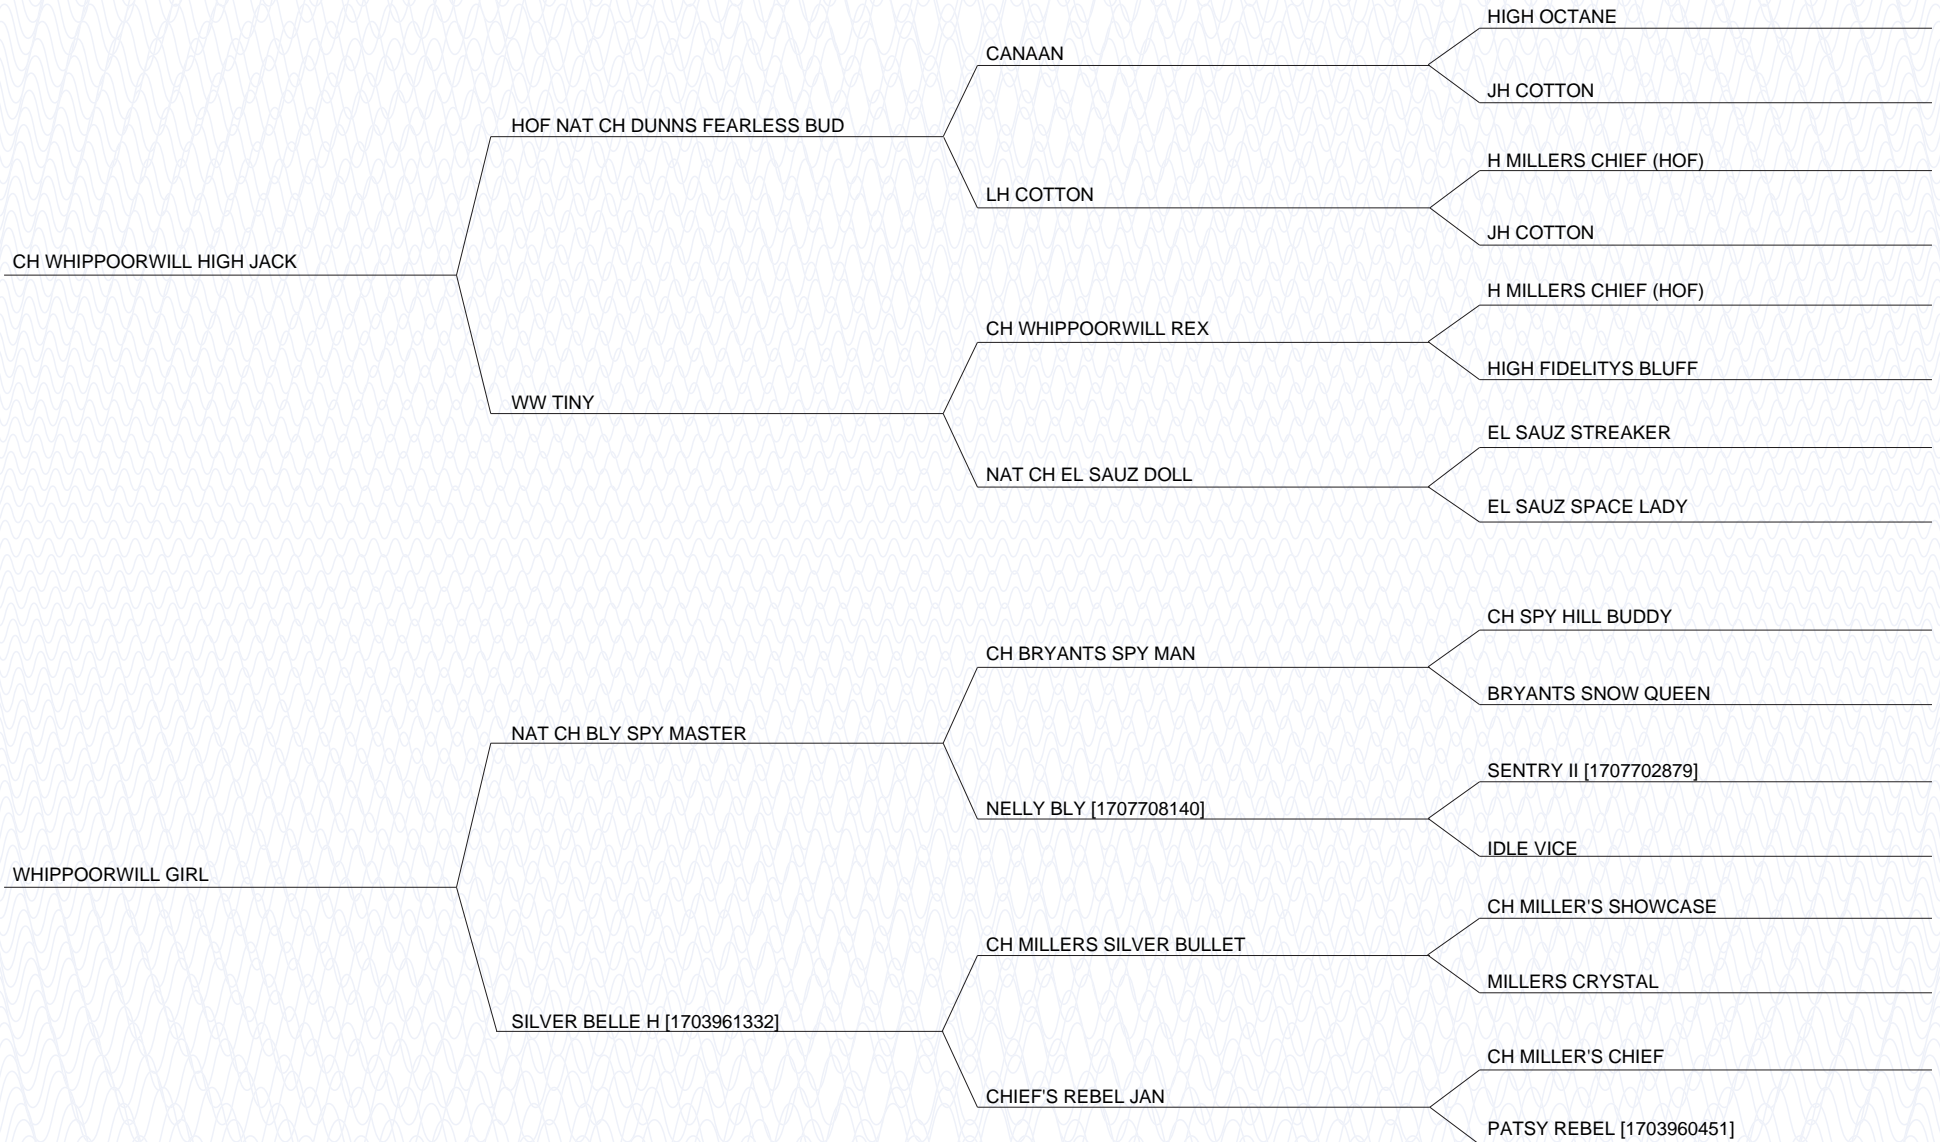 HIGH OCTANE
CANAAN
JH COTTON
HOF NAT CH DUNNS FEARLESS BUD
H MILLERS CHIEF (HOF)
LH COTTON
JH COTTON
CH WHIPPOORWILL HIGH JACK
H MILLERS CHIEF (HOF)
CH WHIPPOORWILL REX
HIGH FIDELITYS BLUFF
WW TINY
EL SAUZ STREAKER
NAT CH EL SAUZ DOLL
EL SAUZ SPACE LADY
CH SPY HILL BUDDY
CH BRYANTS SPY MAN
BRYANTS SNOW QUEEN
NAT CH BLY SPY MASTER
SENTRY II [1707702879]
NELLY BLY [1707708140]
IDLE VICE
WHIPPOORWILL GIRL
CH MILLER'S SHOWCASE
CH MILLERS SILVER BULLET
MILLERS CRYSTAL
SILVER BELLE H [1703961332]
CH MILLER'S CHIEF
CHIEF'S REBEL JAN
PATSY REBEL [1703960451]